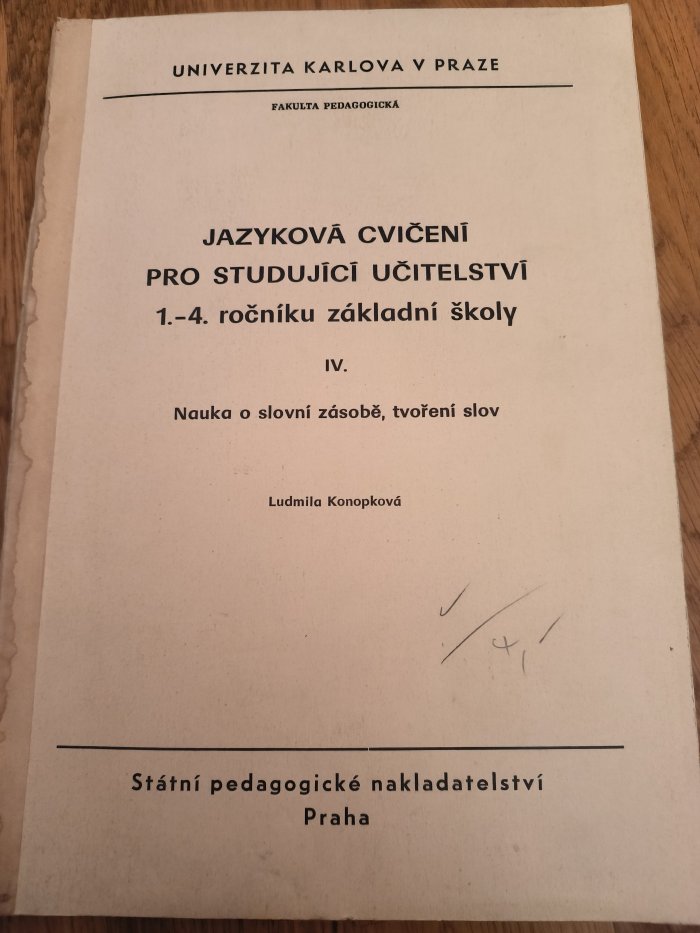 UNIVERZITA KARLOVA V PRAZE
FAKULTA PEDAGOGICKÁ
JAZYKOVÁ CVIČENÍ
PRO STUDUJÍCÍ UČITELSTVÍ
1.–4. ročníku základní školy
IV.
Nauka o slovní zásobě, tvoření slov
Ludmila Konopková
Státní pedagogické nakladatelství
Praha